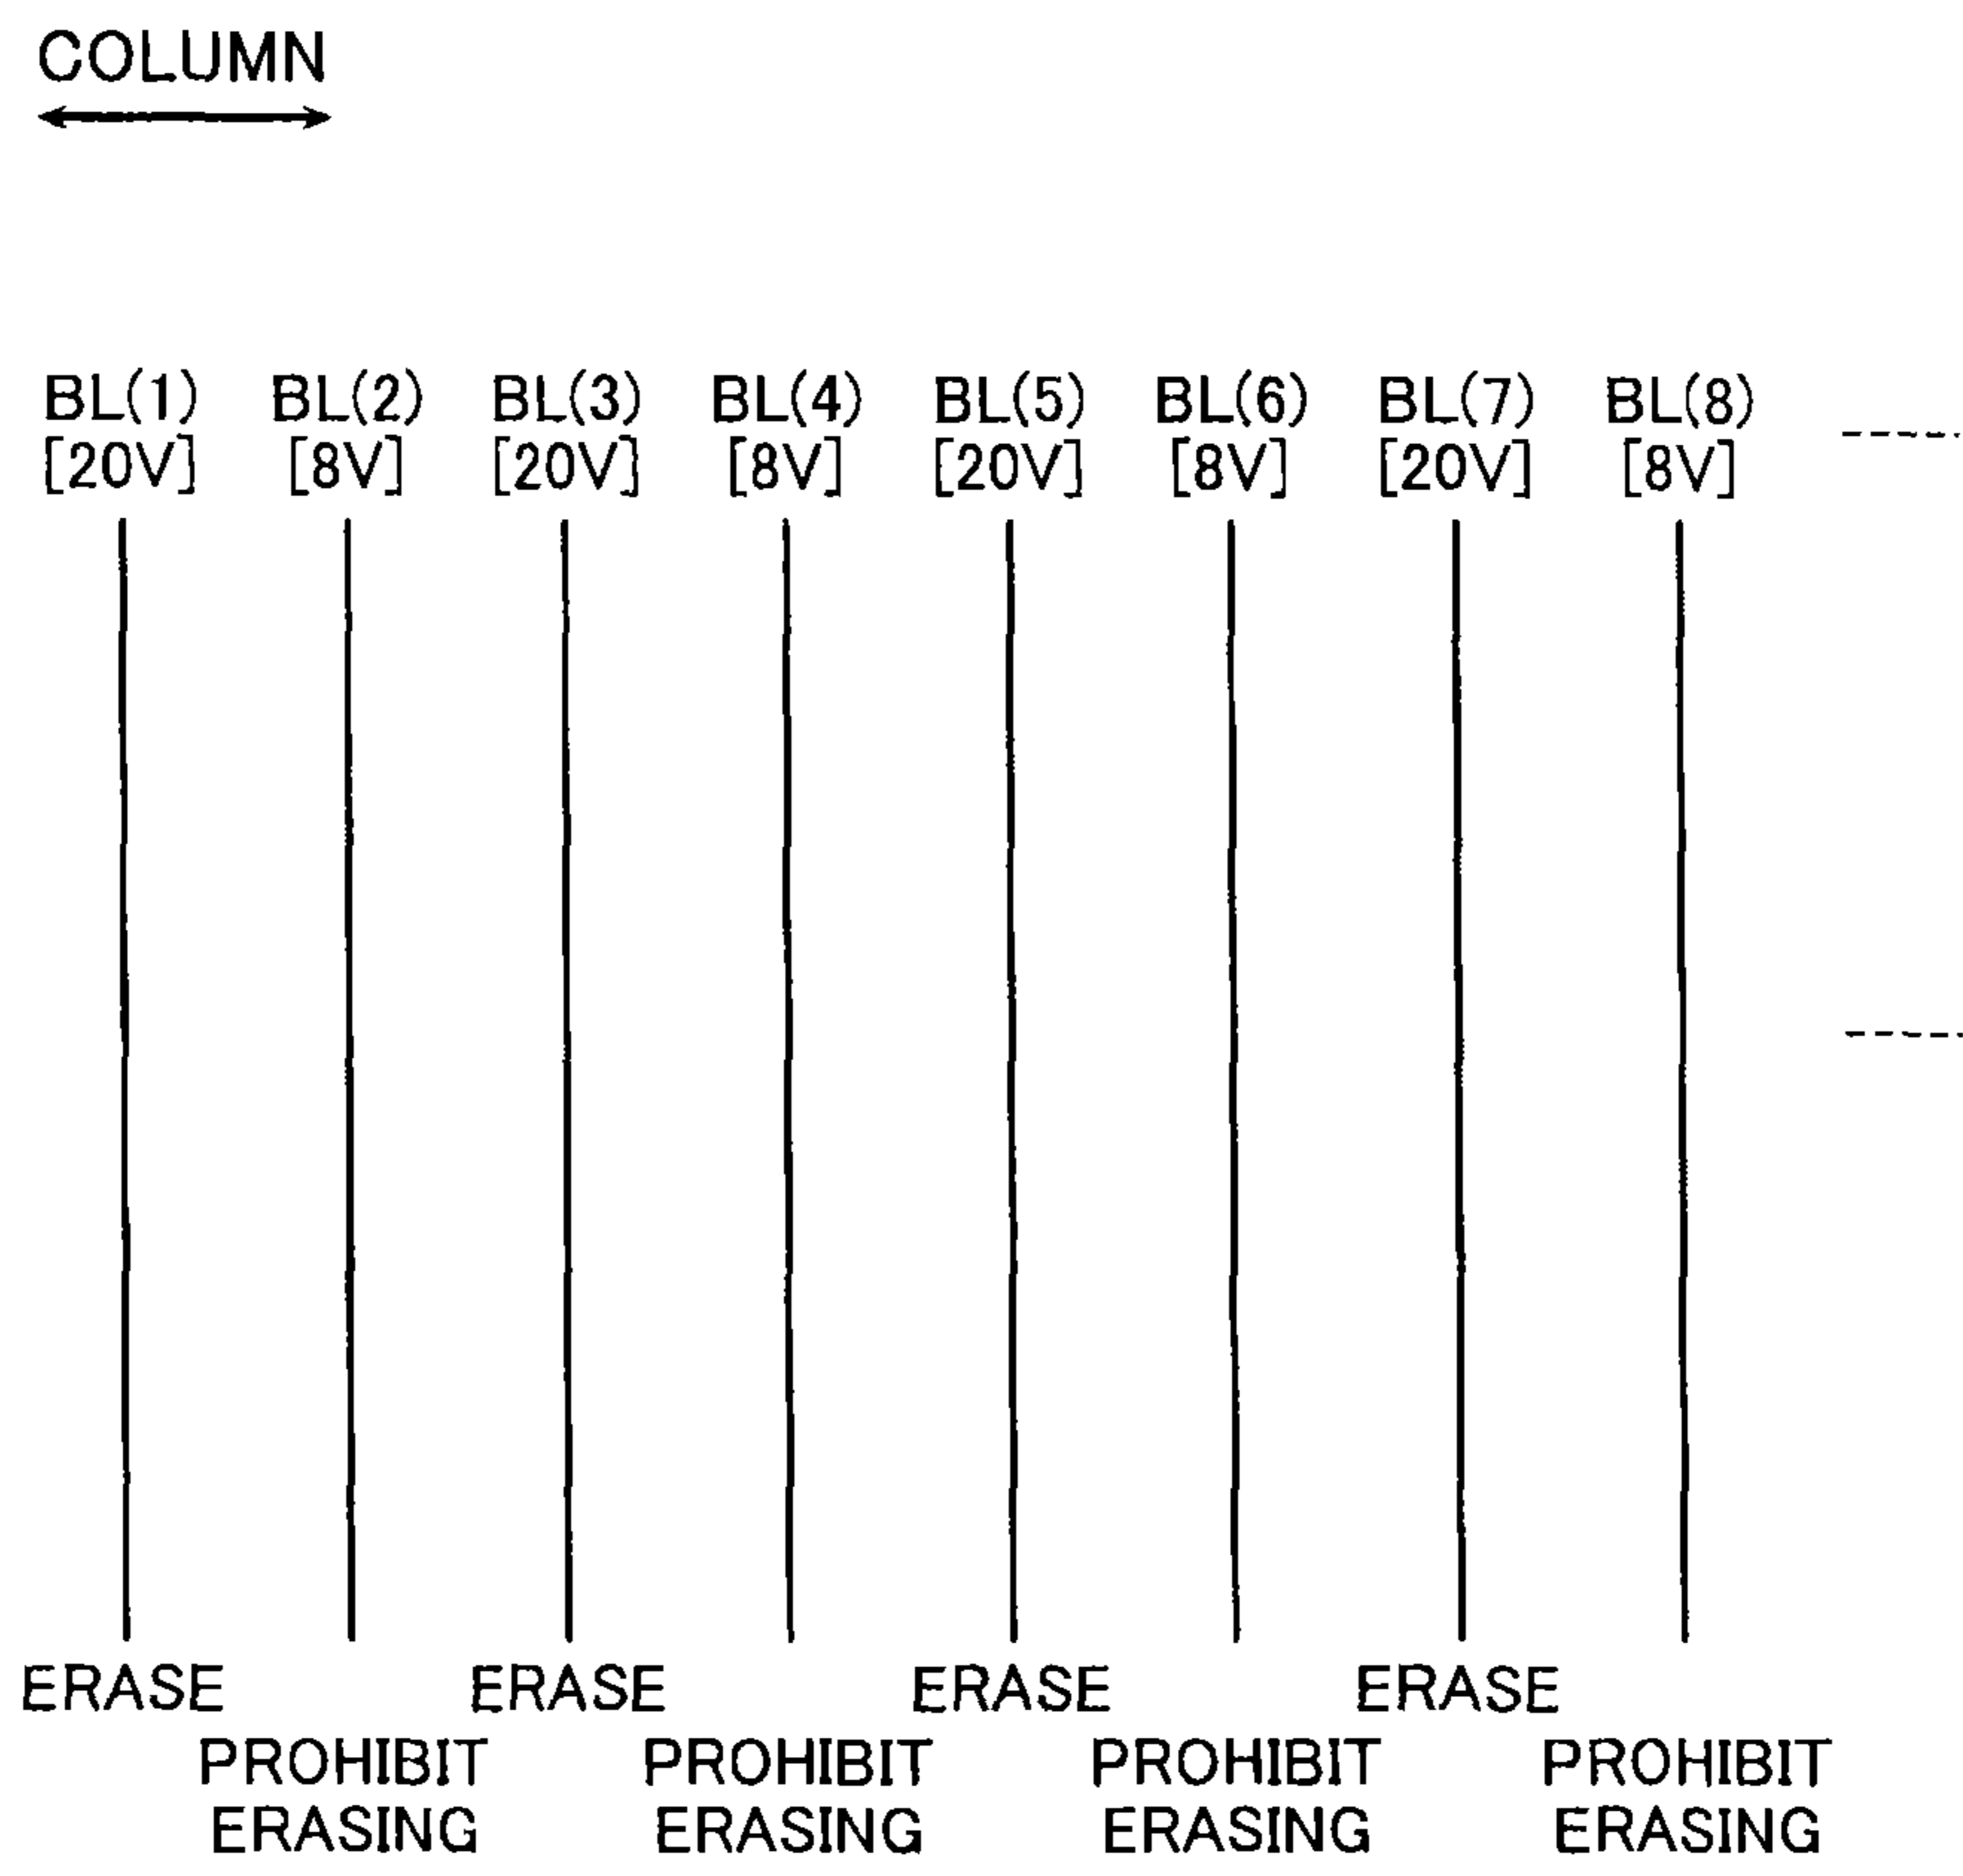 COLUMN
BL(1) BL(2) BL(3) BL(4) BL(5) BL(6) BL(7) BL(8)
[20V] [8V] [20V] [8V] [20V] [8V] [20V] [8V]
ERASE ERASE ERASE ERASE
PROHIBIT PROHIBIT PROHIBIT PROHIBIT
ERASING ERASING ERASING ERASING